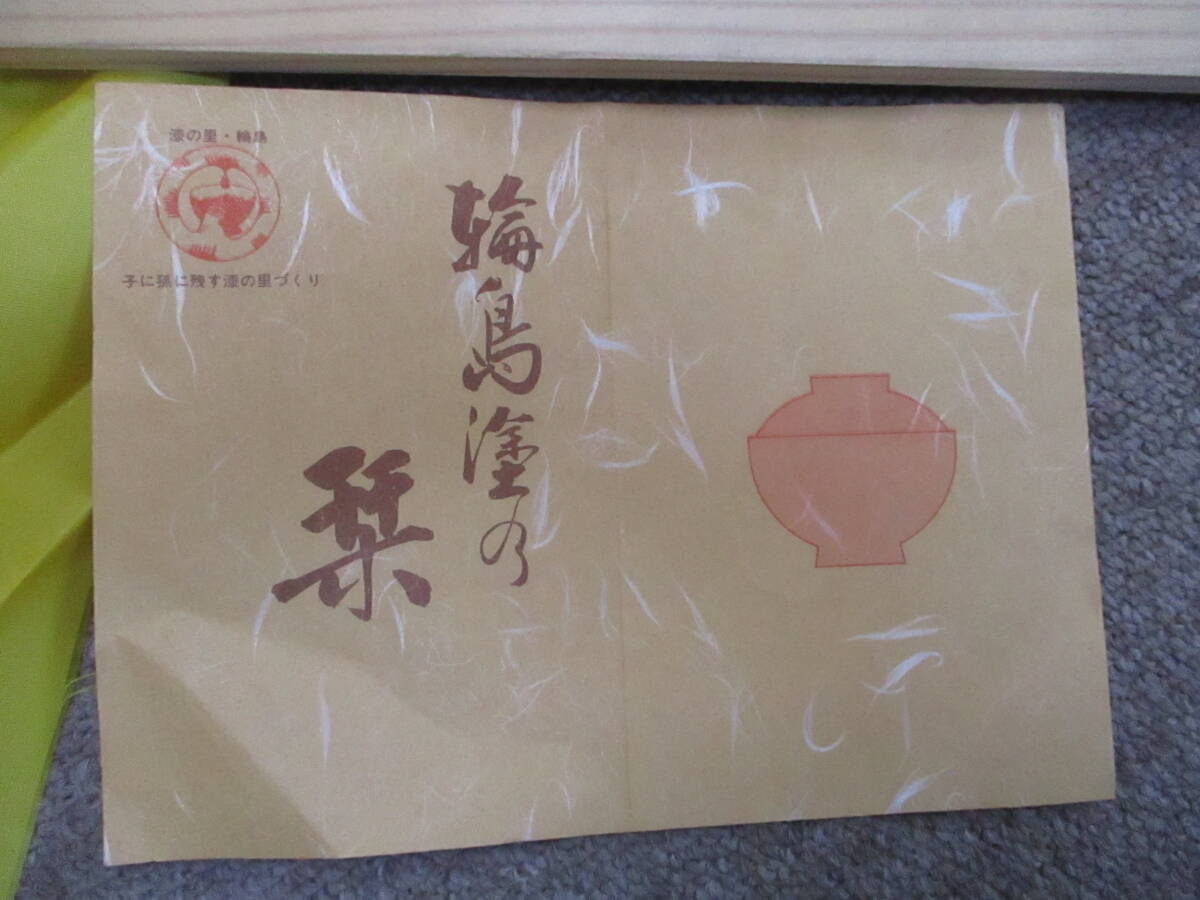 漆の里・輪島
子に孫に残す漆の里づくり
輪島塗の
栞